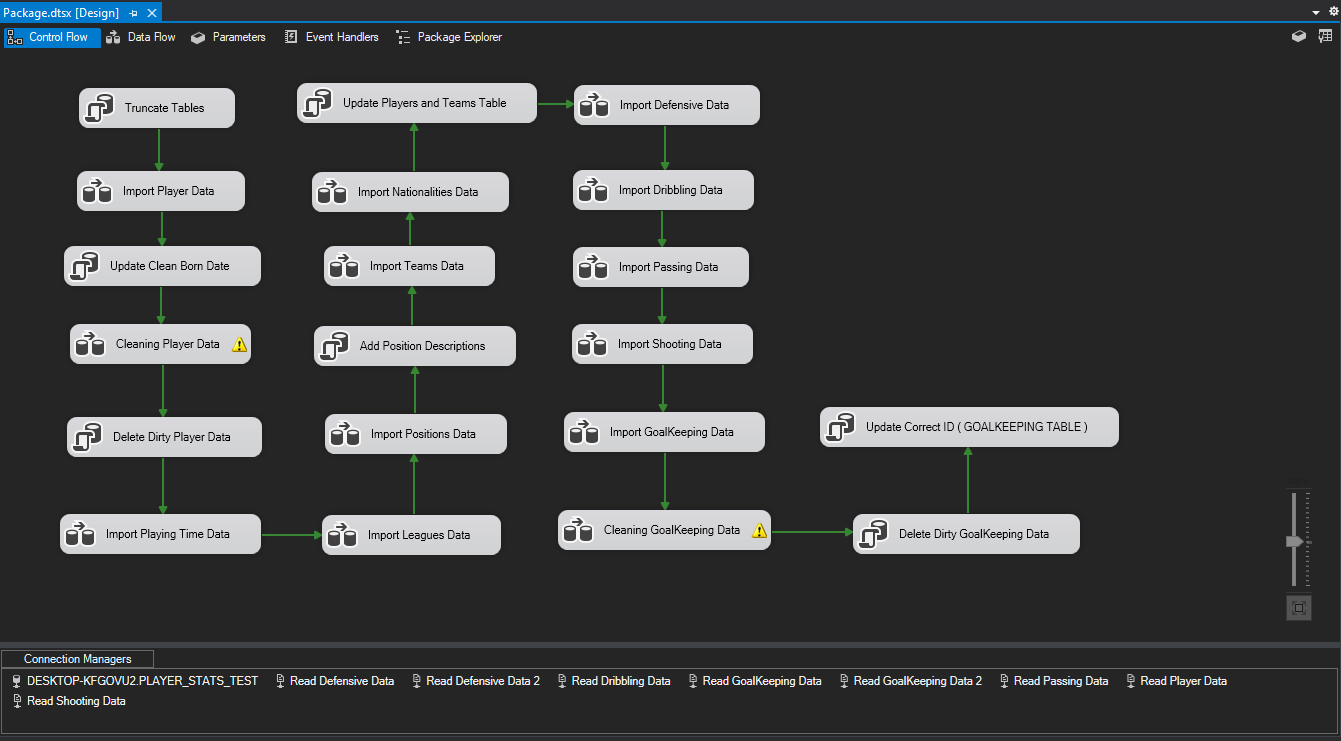 Package.dtsx [Design]
Control Flow
Data Flow
Parameters
Event Handlers
Package Explorer
Truncate Tables
Import Player Data
Update Clean Born Date
Cleaning Player Data
Delete Dirty Player Data
Import Playing Time Data
Import Leagues Data
Import Positions Data
Add Position Descriptions
Import Teams Data
Import Nationalities Data
Update Players and Teams Table
Import Defensive Data
Import Dribbling Data
Import Passing Data
Import Shooting Data
Import GoalKeeping Data
Cleaning GoalKeeping Data
Delete Dirty GoalKeeping Data
Update Correct ID ( GOALKEEPING TABLE )
Connection Managers
DESKTOP-KFGOVU2.PLAYER_STATS_TEST
Read Defensive Data
Read Defensive Data 2
Read Dribbling Data
Read GoalKeeping Data
Read GoalKeeping Data 2
Read Passing Data
Read Player Data
Read Shooting Data